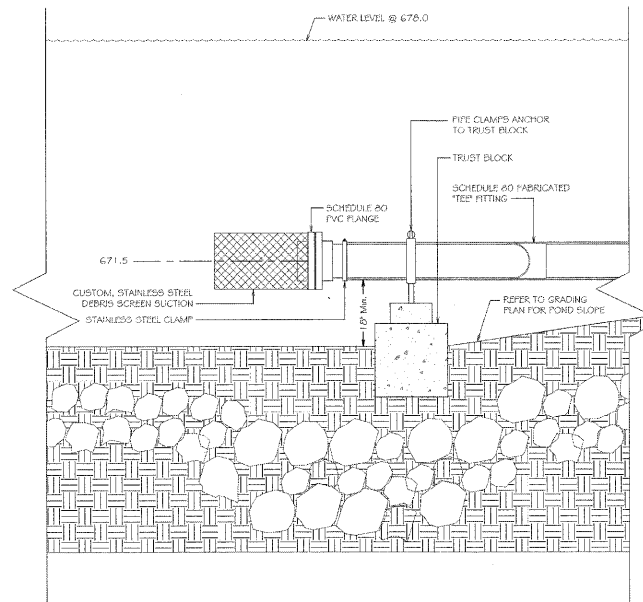 WATER LEVEL @ 678.0
PIPE CLAMPS ANCHOR
TO TRUST BLOCK
TRUST BLOCK
SCHEDULE 80 FABRICATED
"TEE" FITTING
SCHEDULE 80
PVC FLANGE
671.5
CUSTOM, STAINLESS STEEL
DEBRIS SCREEN SUCTION
STAINLESS STEEL CLAMP
18" Min.
REFER TO GRADING
PLAN FOR POND SLOPE